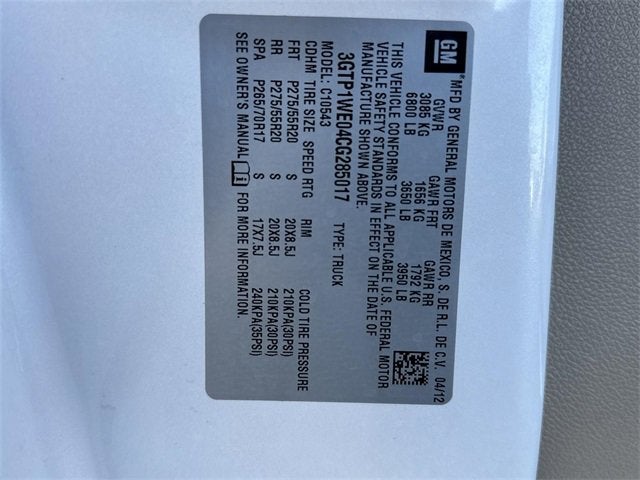 GM
*MFD BY GENERAL MOTORS DE MEXICO, S. DE R.L. DE C.V. 04/12
GVWR GAWR FRT GAWR RR
3085 KG 1656 KG 1792 KG
6800 LB 3650 LB 3950 LB
THIS VEHICLE CONFORMS TO ALL APPLICABLE U.S. FEDERAL MOTOR
VEHICLE SAFETY STANDARDS IN EFFECT ON THE DATE OF
MANUFACTURE SHOWN ABOVE.
3GTP1WE04CG285017 TYPE: TRUCK
C10543
CDHM TIRE SIZE SPEED RTG RIM COLD TIRE PRESSURE
FRT P275/55R20 S 20X8.5J 210KPA(30PSI)
RR P275/55R20 S 20X8.5J 210KPA(30PSI)
SPA P265/70R17 S 17X7.5J 240KPA(35PSI)
SEE OWNER'S MANUAL FOR MORE INFORMATION.